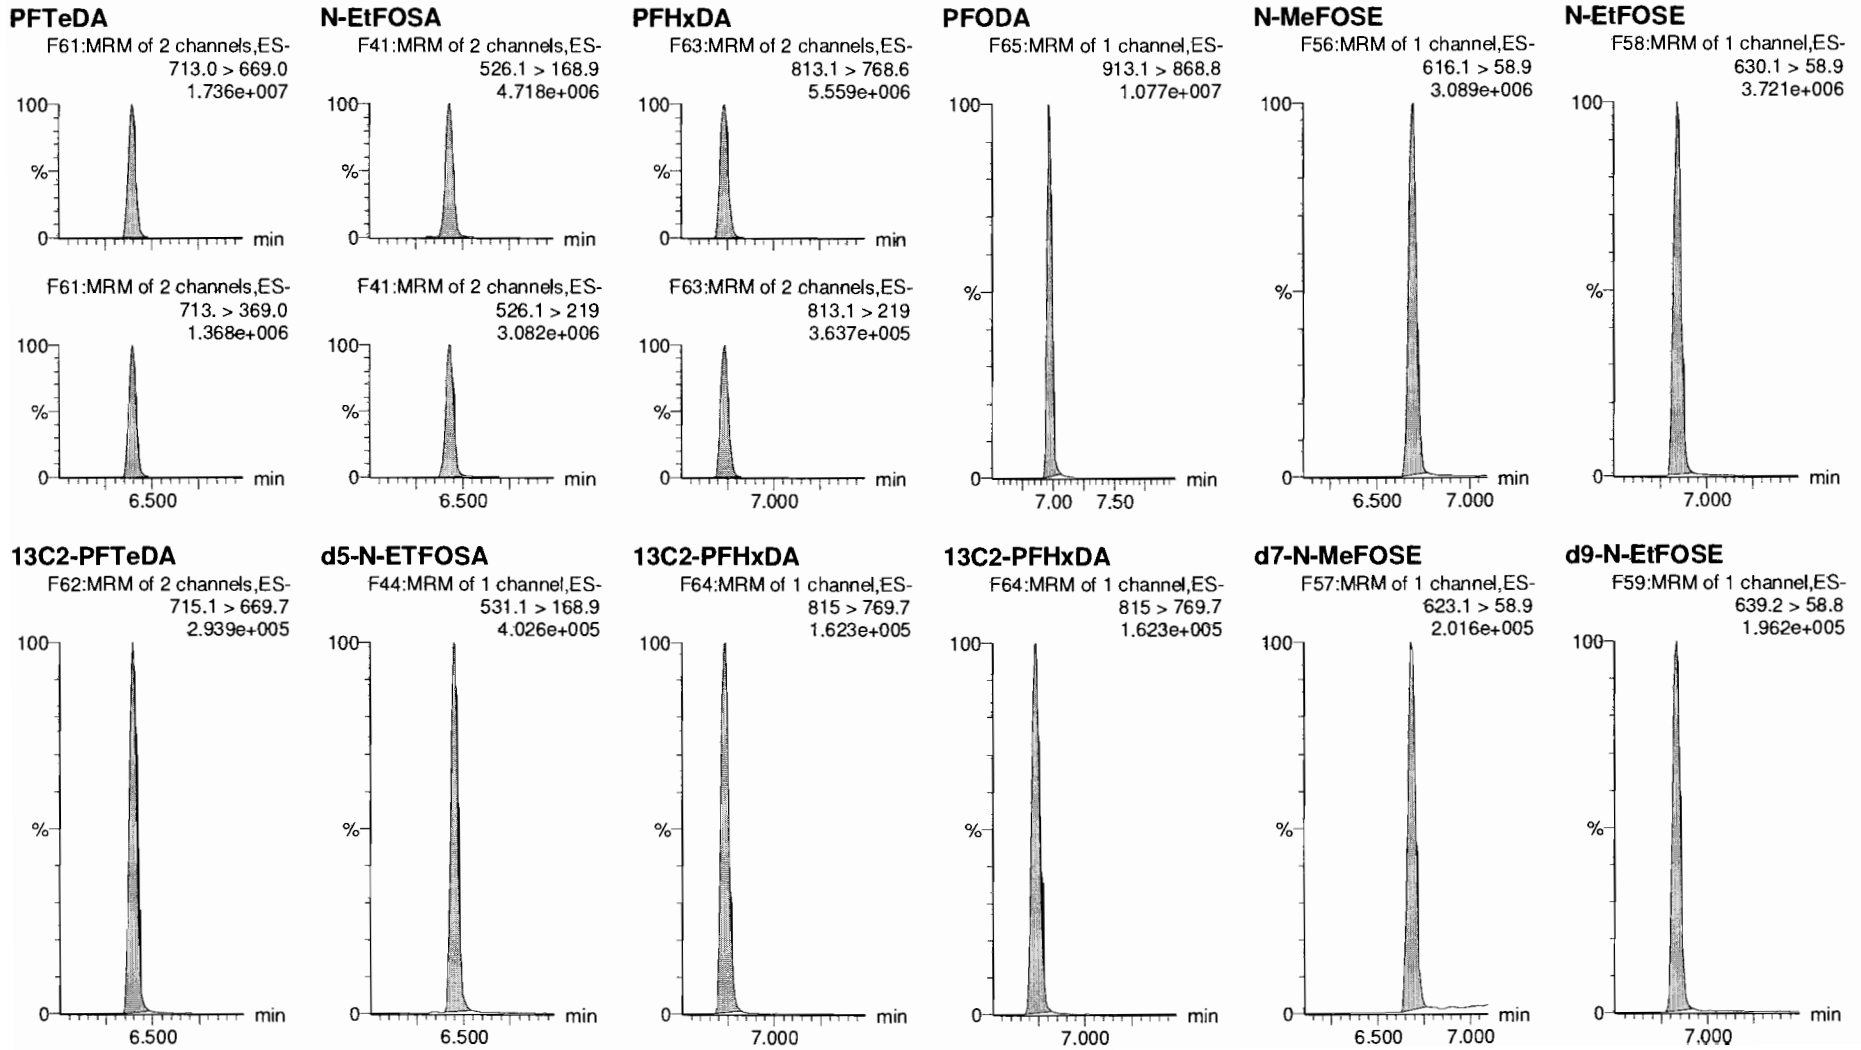 PFTeDA
F61:MRM of 2 channels,ES-
713.0 > 669.0
1.736e+007
100
%
0
min
F61:MRM of 2 channels,ES-
713. > 369.0
1.368e+006
100
%
0
min
6.500
N-EtFOSA
F41:MRM of 2 channels,ES-
526.1 > 168.9
4.718e+006
100
%
0
min
F41:MRM of 2 channels,ES-
526.1 > 219
3.082e+006
100
%
0
min
6.500
PFHxDA
F63:MRM of 2 channels,ES-
813.1 > 768.6
5.559e+006
100
%
0
min
F63:MRM of 2 channels,ES-
813.1 > 219
3.637e+005
100
%
0
min
7.000
PFODA
F65:MRM of 1 channel,ES-
913.1 > 868.8
1.077e+007
100
%
0
min
7.00 7.50
N-MeFOSE
F56:MRM of 1 channel,ES-
616.1 > 58.9
3.089e+006
100
%
0
min
6.500 7.000
N-EtFOSE
F58:MRM of 1 channel,ES-
630.1 > 58.9
3.721e+006
100
%
0
min
7.000
13C2-PFTeDA
F62:MRM of 2 channels,ES-
715.1 > 669.7
2.939e+005
100
%
0
min
6.500
d5-N-ETFOSA
F44:MRM of 1 channel,ES-
531.1 > 168.9
4.026e+005
100
%
0
min
6.500
13C2-PFHxDA
F64:MRM of 1 channel,ES-
815 > 769.7
1.623e+005
100
%
0
min
7.000
13C2-PFHxDA
F64:MRM of 1 channel,ES-
815 > 769.7
1.623e+005
100
%
0
min
7.000
d7-N-MeFOSE
F57:MRM of 1 channel,ES-
623.1 > 58.9
2.016e+005
100
%
0
min
6.500 7.000
d9-N-EtFOSE
F59:MRM of 1 channel,ES-
639.2 > 58.8
1.962e+005
100
%
0
min
7.000